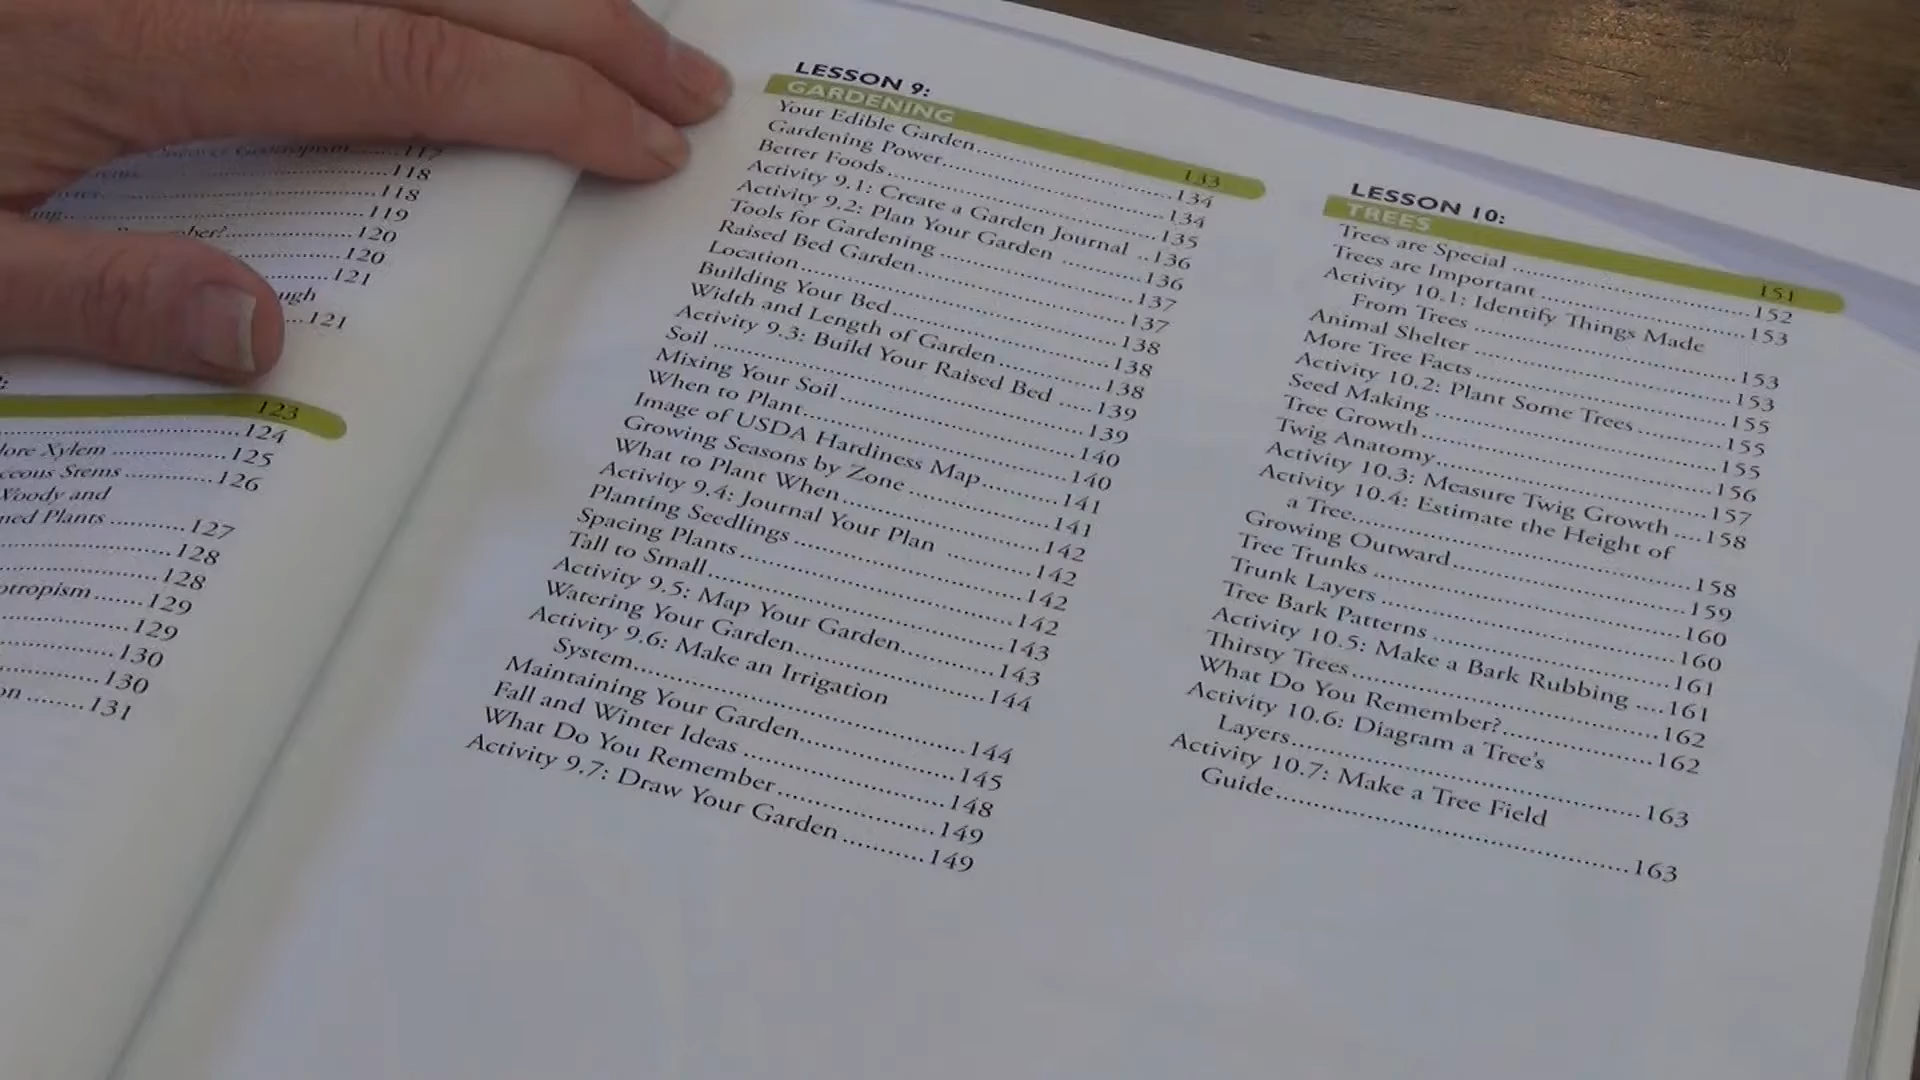 117
118
118
119
Remember?..........120
120
121
ugh
121
123
124
Xylem ..........125
Stems ..........126
Woody and
Plants ..........127
128
128
129
129
130
130
131
LESSON 9:
GARDENING 133
Your Edible Garden..........134
Gardening Power..........134
Better Foods..........135
Activity 9.1: Create a Garden Journal ..136
Activity 9.2: Plan Your Garden ..........136
Tools for Gardening ..........137
Raised Bed Garden..........137
Location..........138
Building Your Bed..........138
Width and Length of Garden..........138
Activity 9.3: Build Your Raised Bed .....139
Soil ..........139
Mixing Your Soil ..........140
When to Plant..........140
Image of USDA Hardiness Map..........141
Growing Seasons by Zone ..........141
What to Plant When..........142
Activity 9.4: Journal Your Plan ..........142
Planting Seedlings..........142
Spacing Plants..........142
Tall to Small..........143
Activity 9.5: Map Your Garden..........143
Watering Your Garden..........144
Activity 9.6: Make an Irrigation
System..........144
Maintaining Your Garden..........145
Fall and Winter Ideas ..........148
What Do You Remember..........149
Activity 9.7: Draw Your Garden ..........149
LESSON 10:
TREES 151
Trees are Special ..........152
Trees are Important ..........153
Activity 10.1: Identify Things Made
From Trees ..........153
Animal Shelter ..........153
More Tree Facts..........155
Activity 10.2: Plant Some Trees..........155
Seed Making ..........155
Tree Growth..........156
Twig Anatomy..........157
Activity 10.3: Measure Twig Growth ....158
Activity 10.4: Estimate the Height of
a Tree..........158
Growing Outward..........159
Tree Trunks ..........160
Trunk Layers ..........160
Tree Bark Patterns ..........161
Activity 10.5: Make a Bark Rubbing ....161
Thirsty Trees..........162
What Do You Remember?..........162
Activity 10.6: Diagram a Tree's
Layers..........163
Activity 10.7: Make a Tree Field
Guide..........163